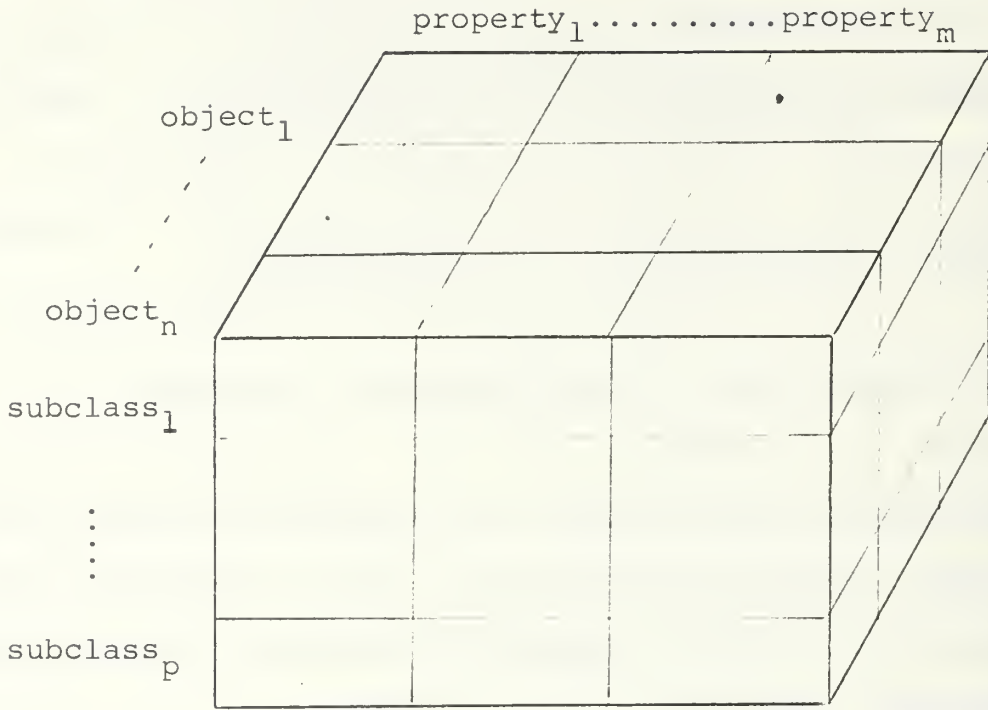 property₁..........propertyₘ
object₁
objectₙ
subclass₁
subclassₚ